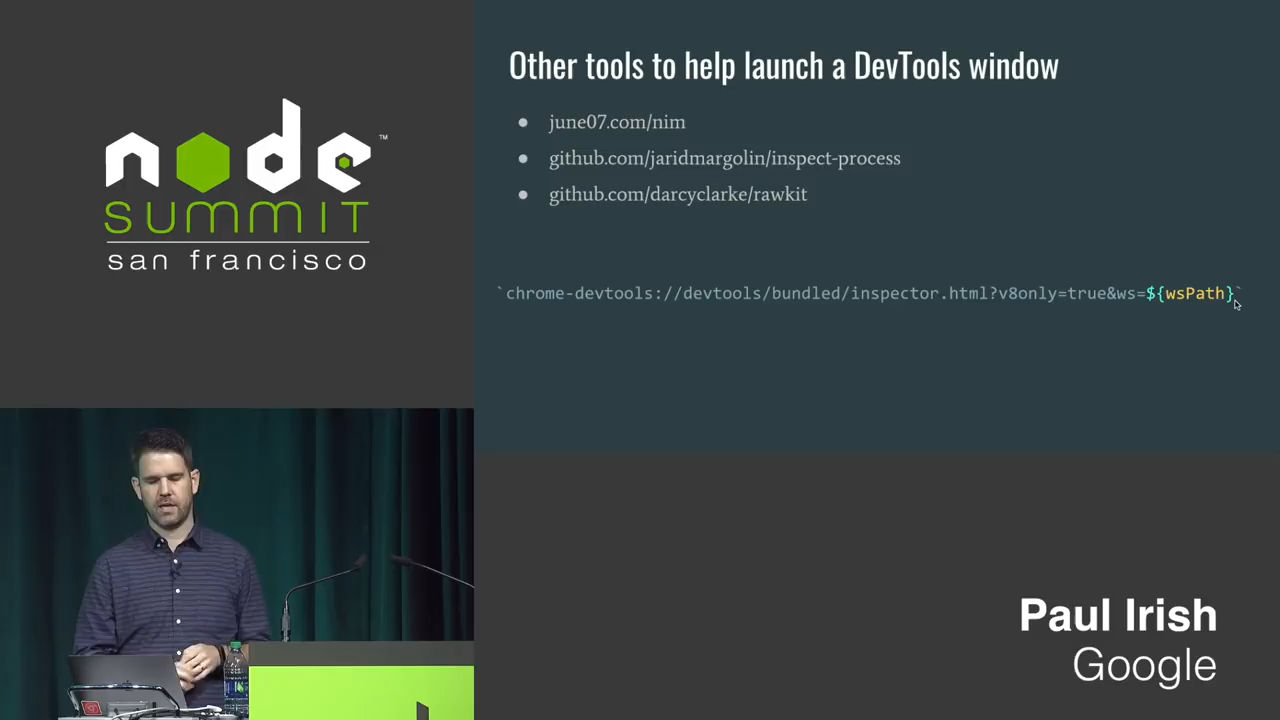 node™
SUMMIT
san francisco
Other tools to help launch a DevTools window
● june07.com/nim
● github.com/jaridmargolin/inspect-process
● github.com/darcyclarke/rawkit
`chrome-devtools://devtools/bundled/inspector.html?v8only=true&ws=${wsPath}`
Paul Irish
Google